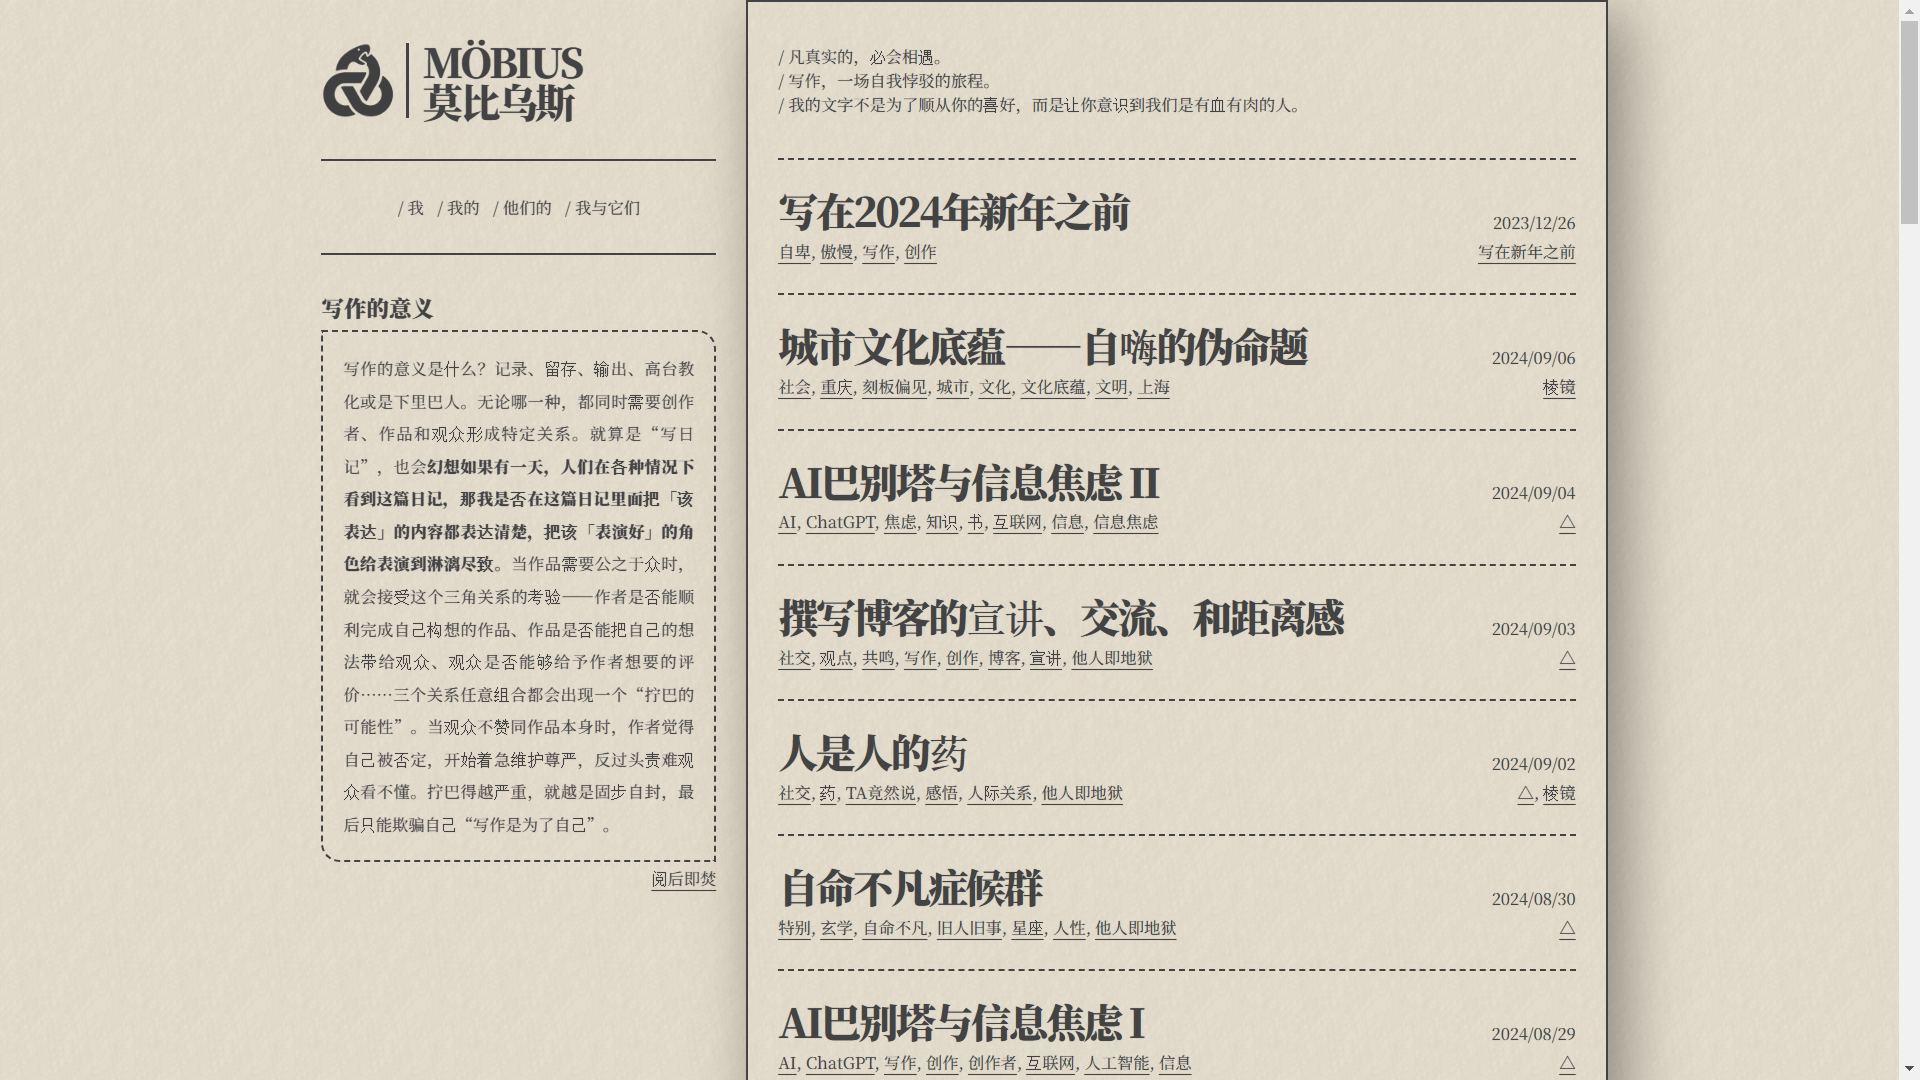 MÖBIUS
莫比乌斯
/ 我 / 我的 / 他们的 / 我与它们
写作的意义
写作的意义是什么？记录、留存、输出、高台教
化或是下里巴人。无论哪一种，都同时需要创作
者、作品和观众形成特定关系。就算是“写日
记”，也会幻想如果有一天，人们在各种情况下
看到这篇日记，那我是否在这篇日记里面把「该
表达」的内容都表达清楚，把该「表演好」的角
色给表演到淋漓尽致。当作品需要公之于众时，
就会接受这个三角关系的考验——作者是否能顺
利完成自己构想的作品、作品是否能把自己的想
法带给观众、观众是否能够给予作者想要的评
价……三个关系任意组合都会出现一个“拧巴的
可能性”。当观众不赞同作品本身时，作者觉得
自己被否定，开始着急维护尊严，反过头责难观
众看不懂。拧巴得越严重，就越是固步自封，最
后只能欺骗自己“写作是为了自己”。
阅后即焚
/ 凡真实的，必会相遇。
/ 写作，一场自我悖驳的旅程。
/ 我的文字不是为了顺从你的喜好，而是让你意识到我们是有血有肉的人。
写在2024年新年之前
2023/12/26
自卑, 傲慢, 写作, 创作
写在新年之前
城市文化底蕴——自嗨的伪命题
2024/09/06
社会, 重庆, 刻板偏见, 城市, 文化, 文化底蕴, 文明, 上海
棱镜
AI巴别塔与信息焦虑 II
2024/09/04
AI, ChatGPT, 焦虑, 知识, 书, 互联网, 信息, 信息焦虑
△
撰写博客的宣讲、交流、和距离感
2024/09/03
社交, 观点, 共鸣, 写作, 创作, 博客, 宣讲, 他人即地狱
△
人是人的药
2024/09/02
社交, 药, TA竟然说, 感悟, 人际关系, 他人即地狱
△, 棱镜
自命不凡症候群
2024/08/30
特别, 玄学, 自命不凡, 旧人旧事, 星座, 人性, 他人即地狱
△
AI巴别塔与信息焦虑 I
2024/08/29
AI, ChatGPT, 写作, 创作, 创作者, 互联网, 人工智能, 信息
△